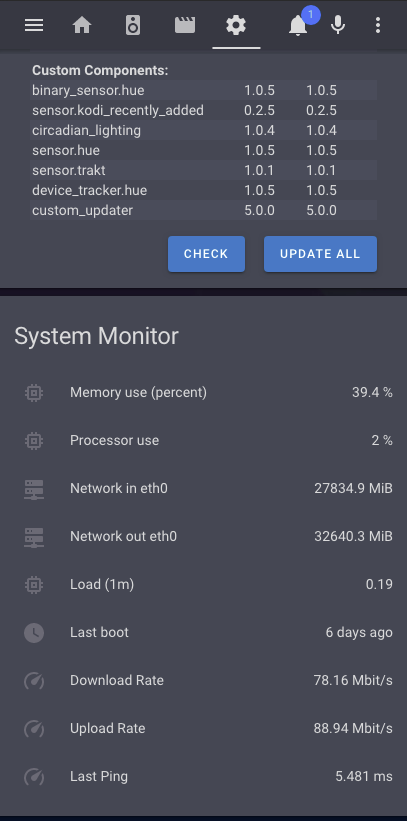 1
Custom Components:
binary_sensor.hue 1.0.5 1.0.5
sensor.kodi_recently_added 0.2.5 0.2.5
circadian_lighting 1.0.4 1.0.4
sensor.hue 1.0.5 1.0.5
sensor.trakt 1.0.1 1.0.1
device_tracker.hue 1.0.5 1.0.5
custom_updater 5.0.0 5.0.0
CHECK UPDATE ALL
System Monitor
Memory use (percent) 39.4 %
Processor use 2 %
Network in eth0 27834.9 MiB
Network out eth0 32640.3 MiB
Load (1m) 0.19
Last boot 6 days ago
Download Rate 78.16 Mbit/s
Upload Rate 88.94 Mbit/s
Last Ping 5.481 ms